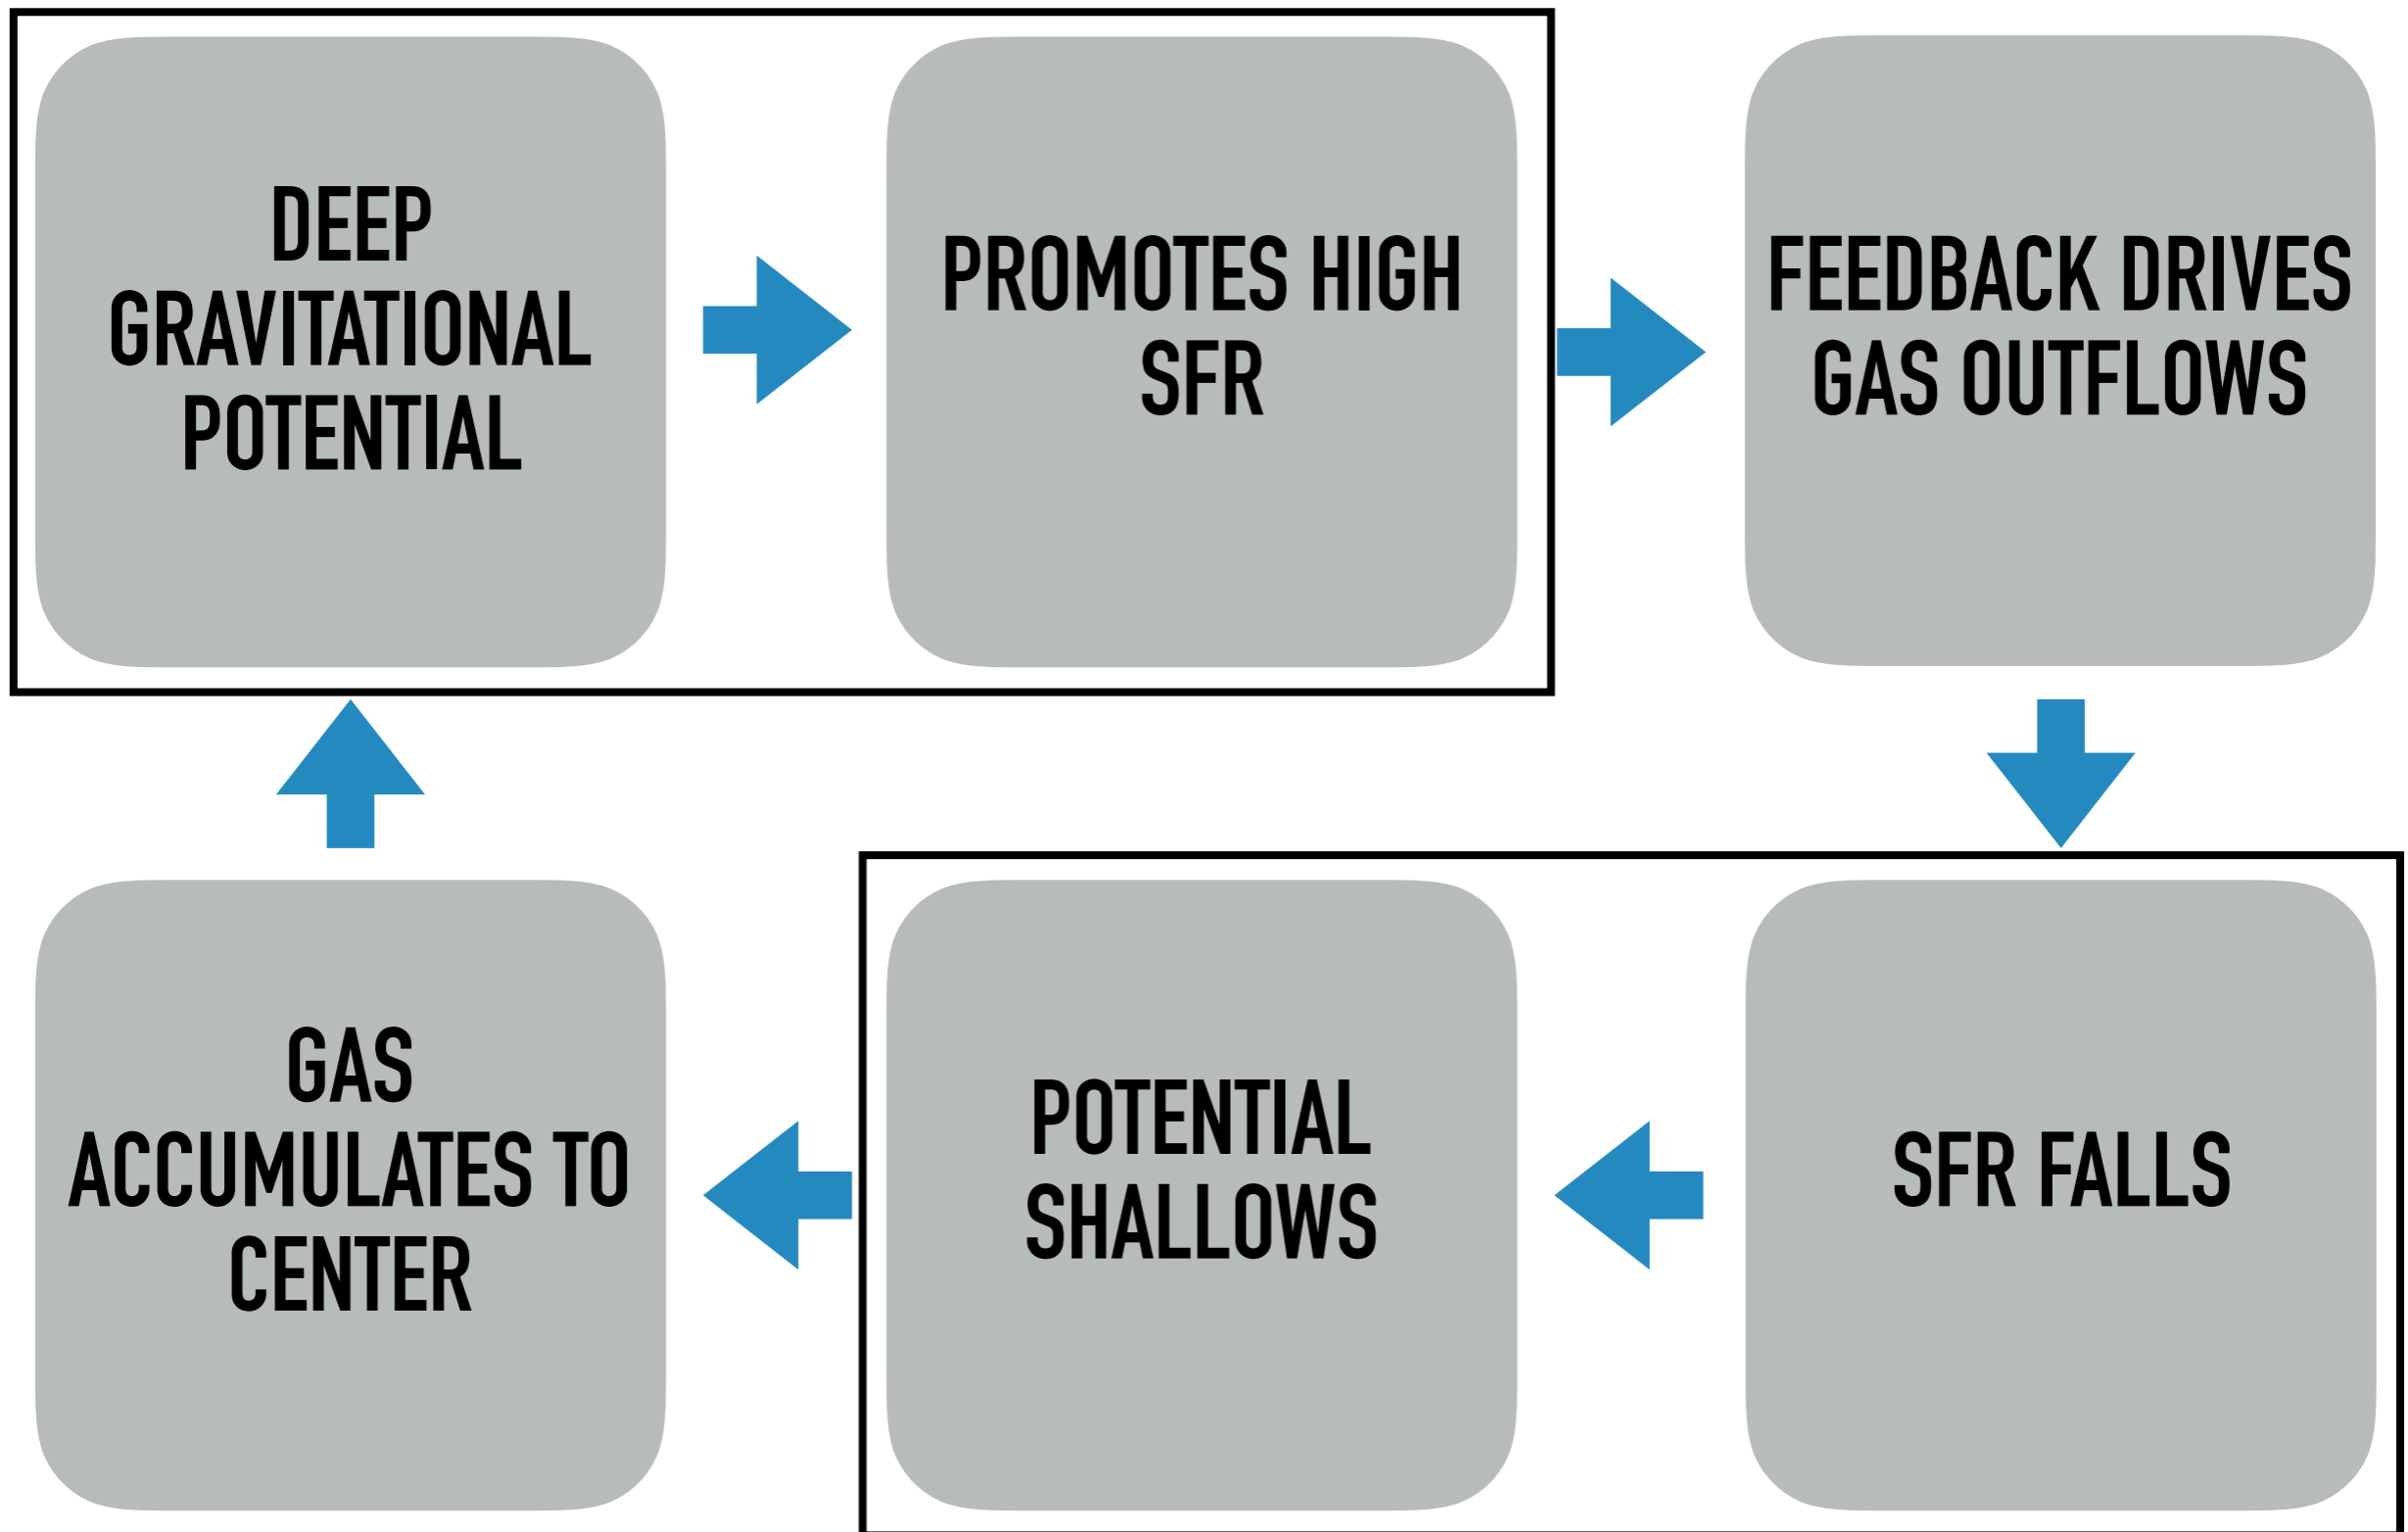 DEEP
GRAVITATIONAL
POTENTIAL
PROMOTES HIGH
SFR
FEEDBACK DRIVES
GAS OUTFLOWS
GAS
ACCUMULATES TO
CENTER
POTENTIAL
SHALLOWS
SFR FALLS